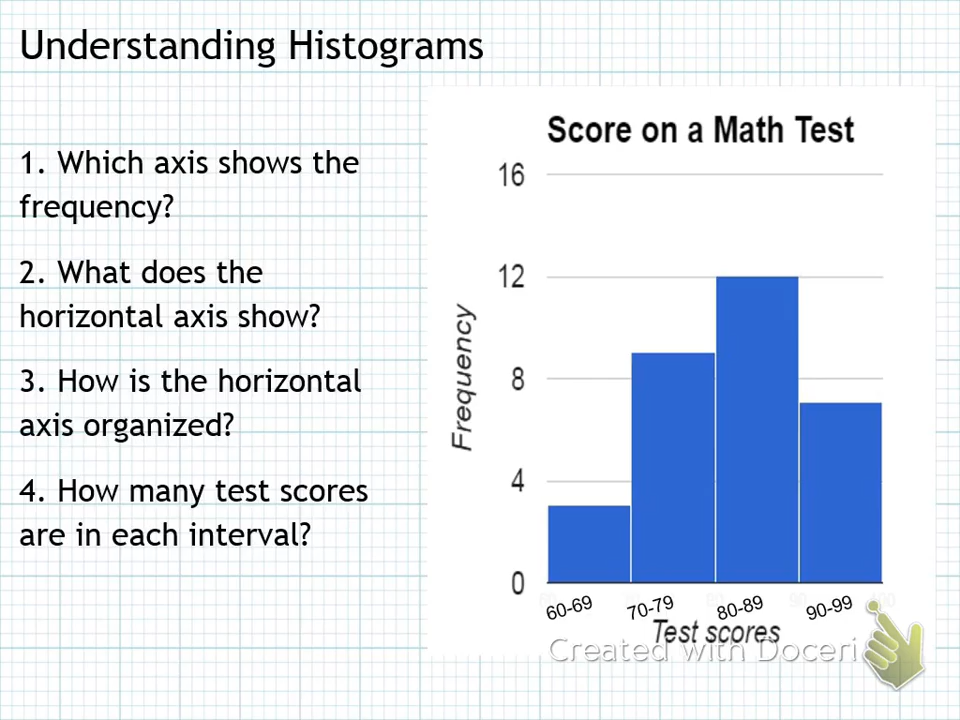 Understanding Histograms
1. Which axis shows the
frequency?
2. What does the
horizontal axis show?
3. How is the horizontal
axis organized?
4. How many test scores
are in each interval?
Score on a Math Test
16
12
8
4
0
Frequency
60-69 70-79 80-89 90-99
Test scores
Created with Doceri